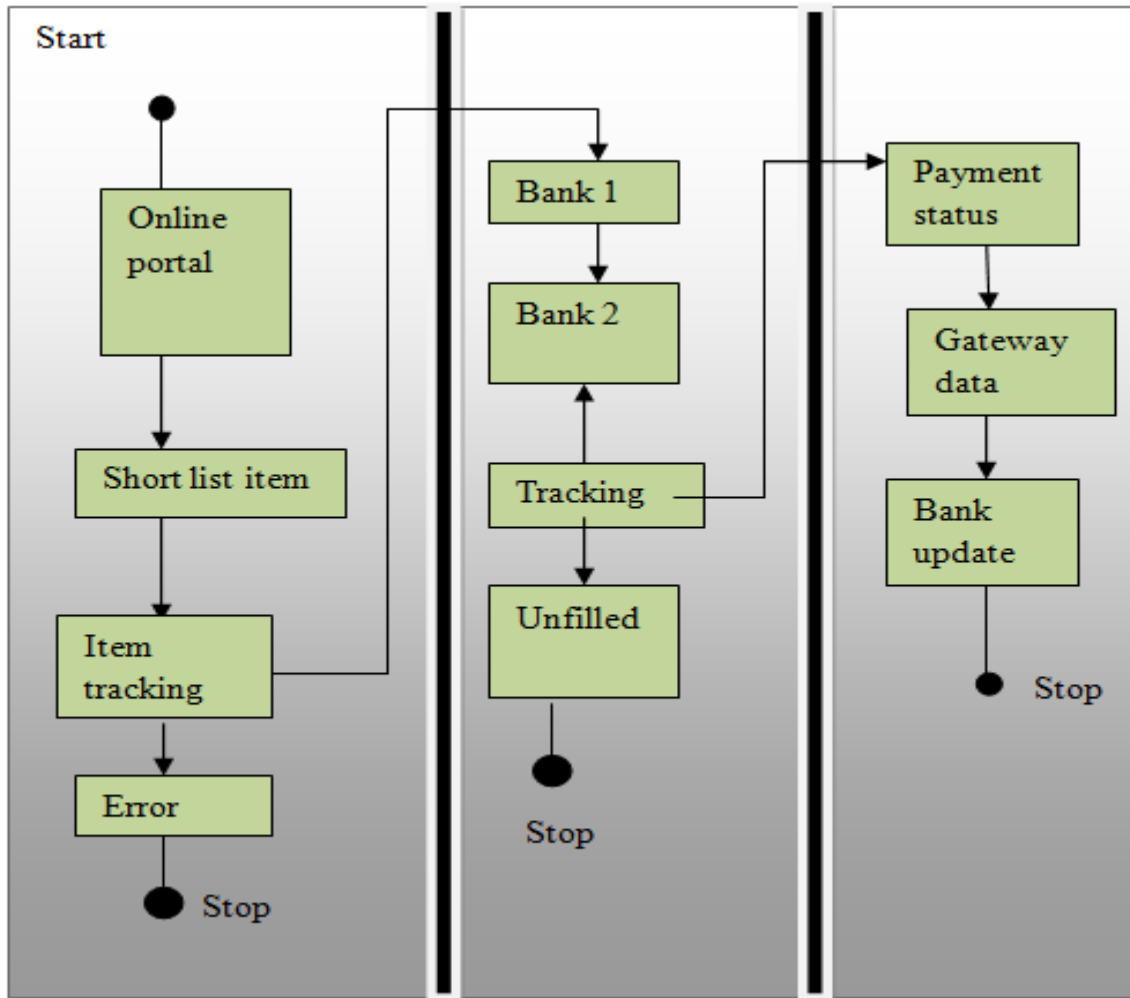 Start
Online
portal
Short list item
Item
tracking
Error
Stop
Bank 1
Bank 2
Tracking
Unfilled
Stop
Payment
status
Gateway
data
Bank
update
Stop